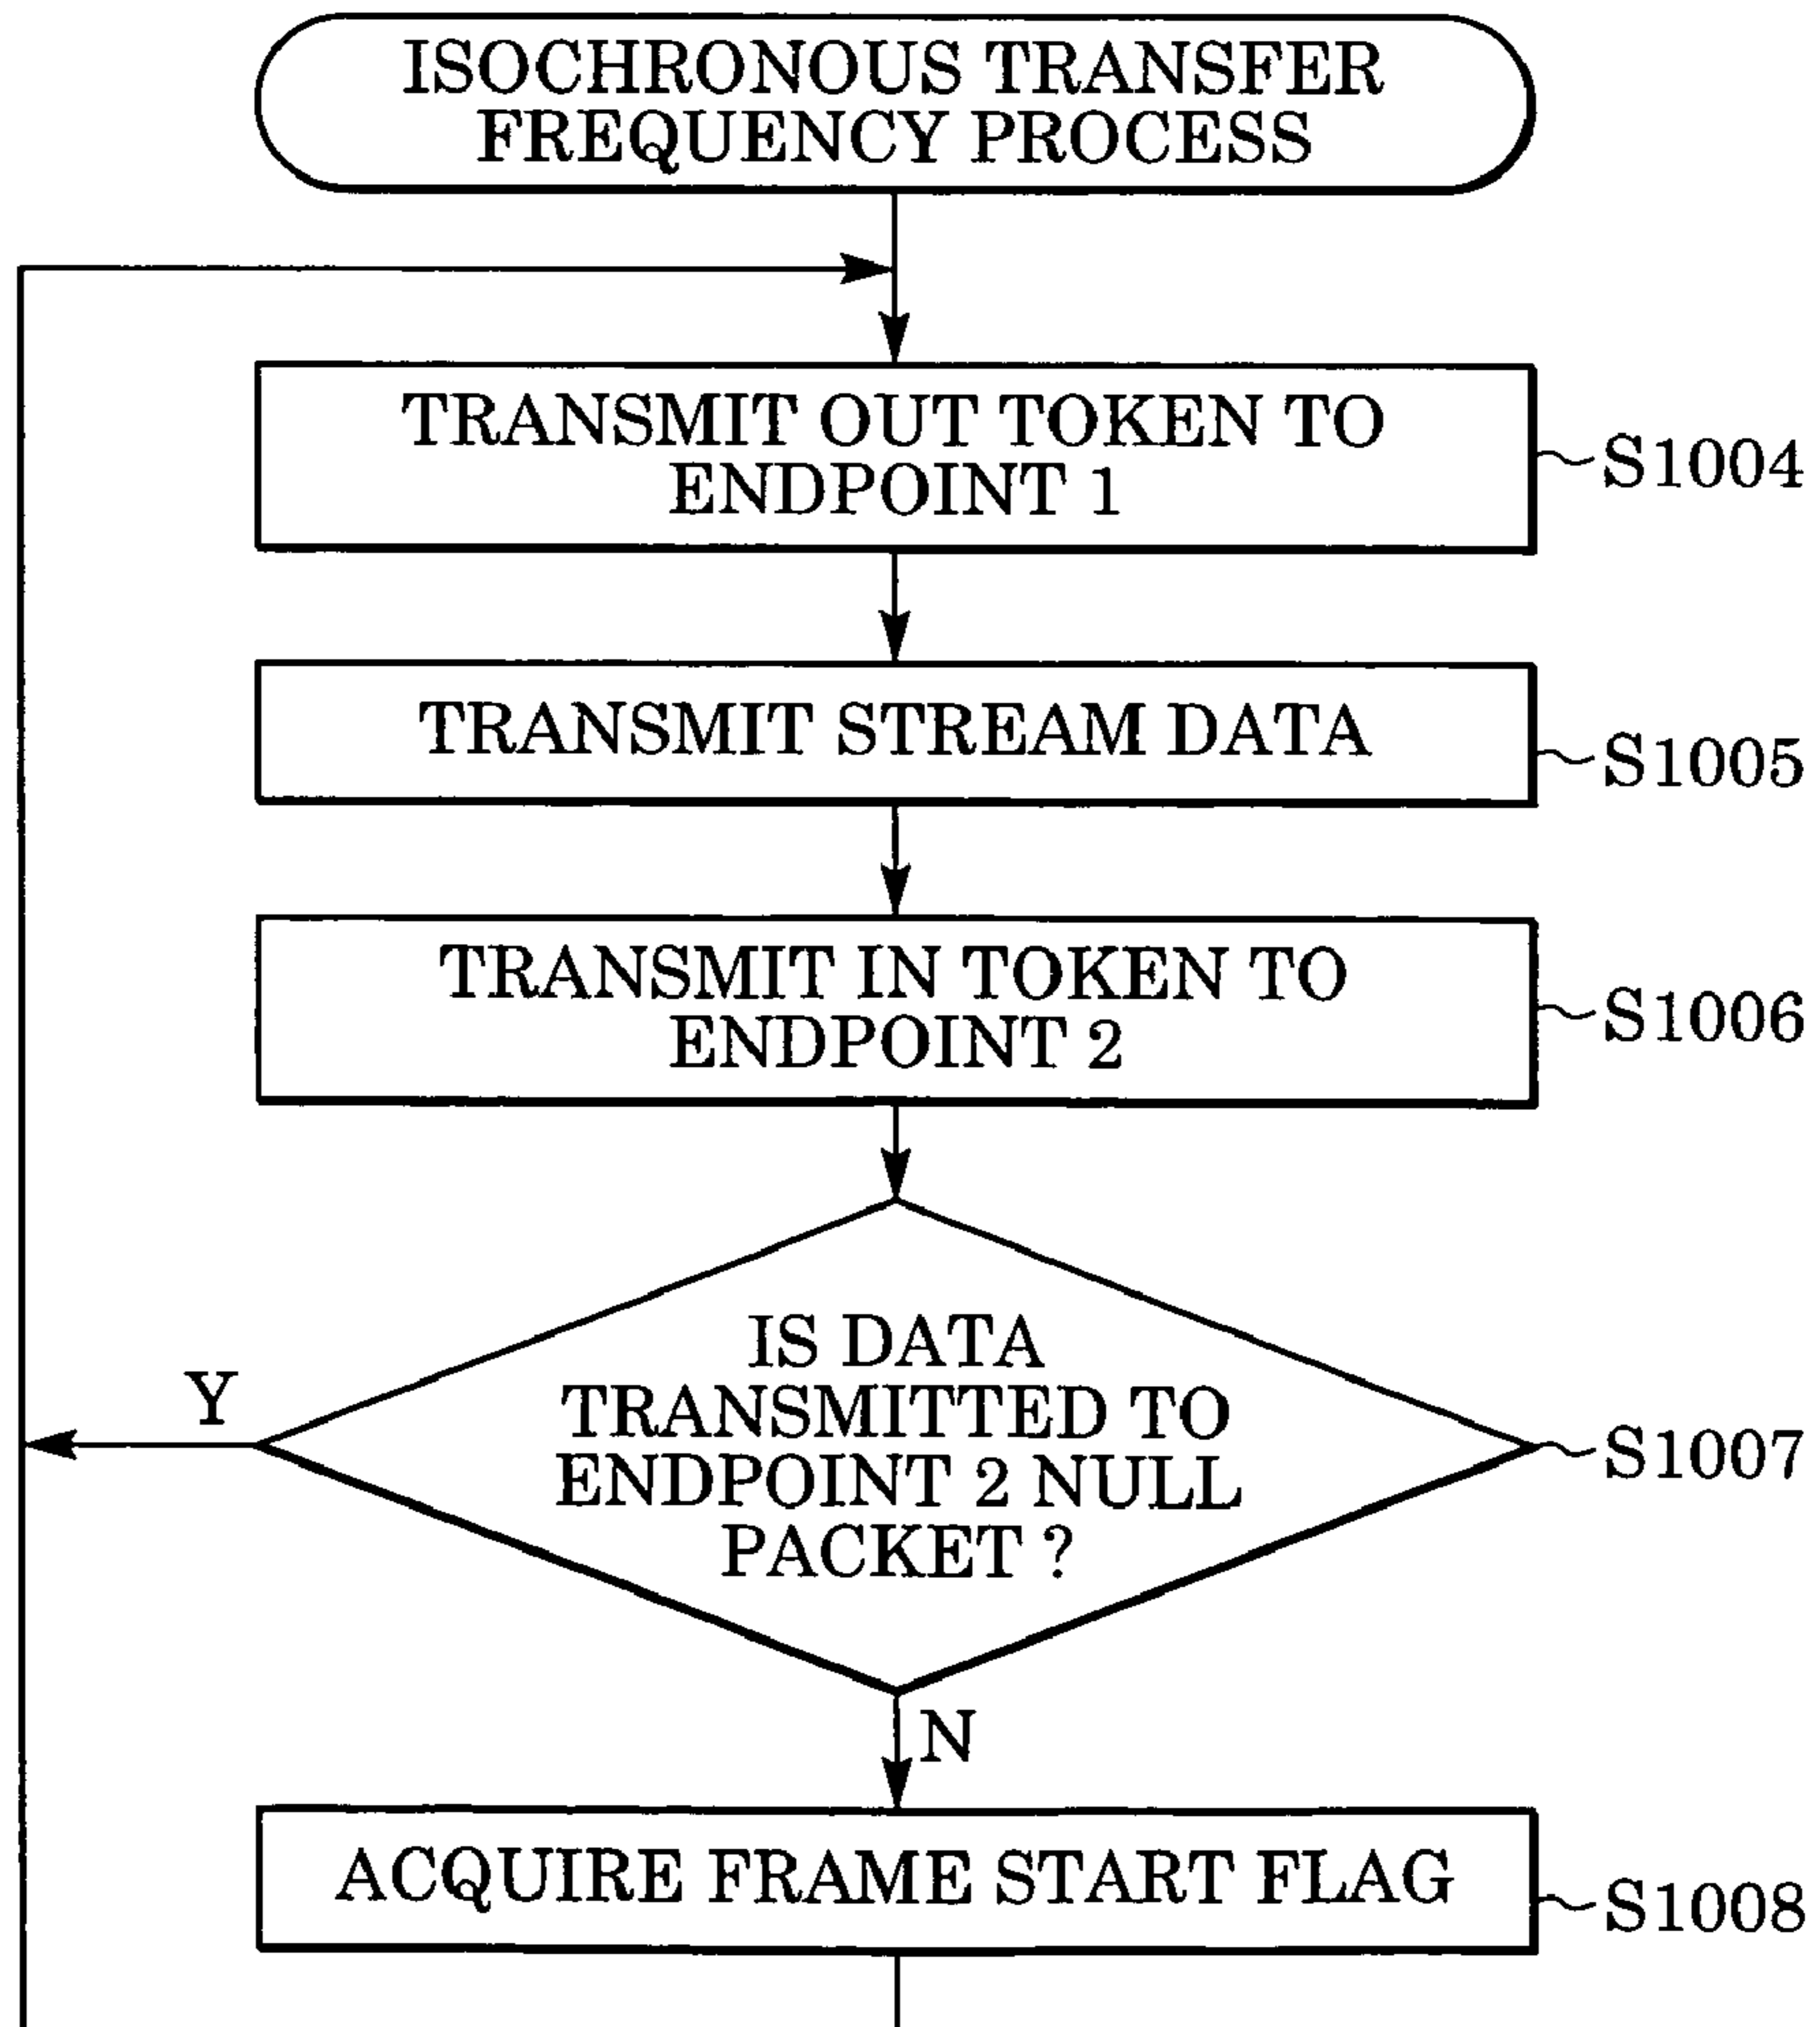 ISOCHRONOUS TRANSFER
FREQUENCY PROCESS
TRANSMIT OUT TOKEN TO
ENDPOINT 1
S1004
TRANSMIT STREAM DATA
S1005
TRANSMIT IN TOKEN TO
ENDPOINT 2
S1006
IS DATA
TRANSMITTED TO
ENDPOINT 2 NULL
PACKET ?
Y
S1007
N
ACQUIRE FRAME START FLAG
S1008